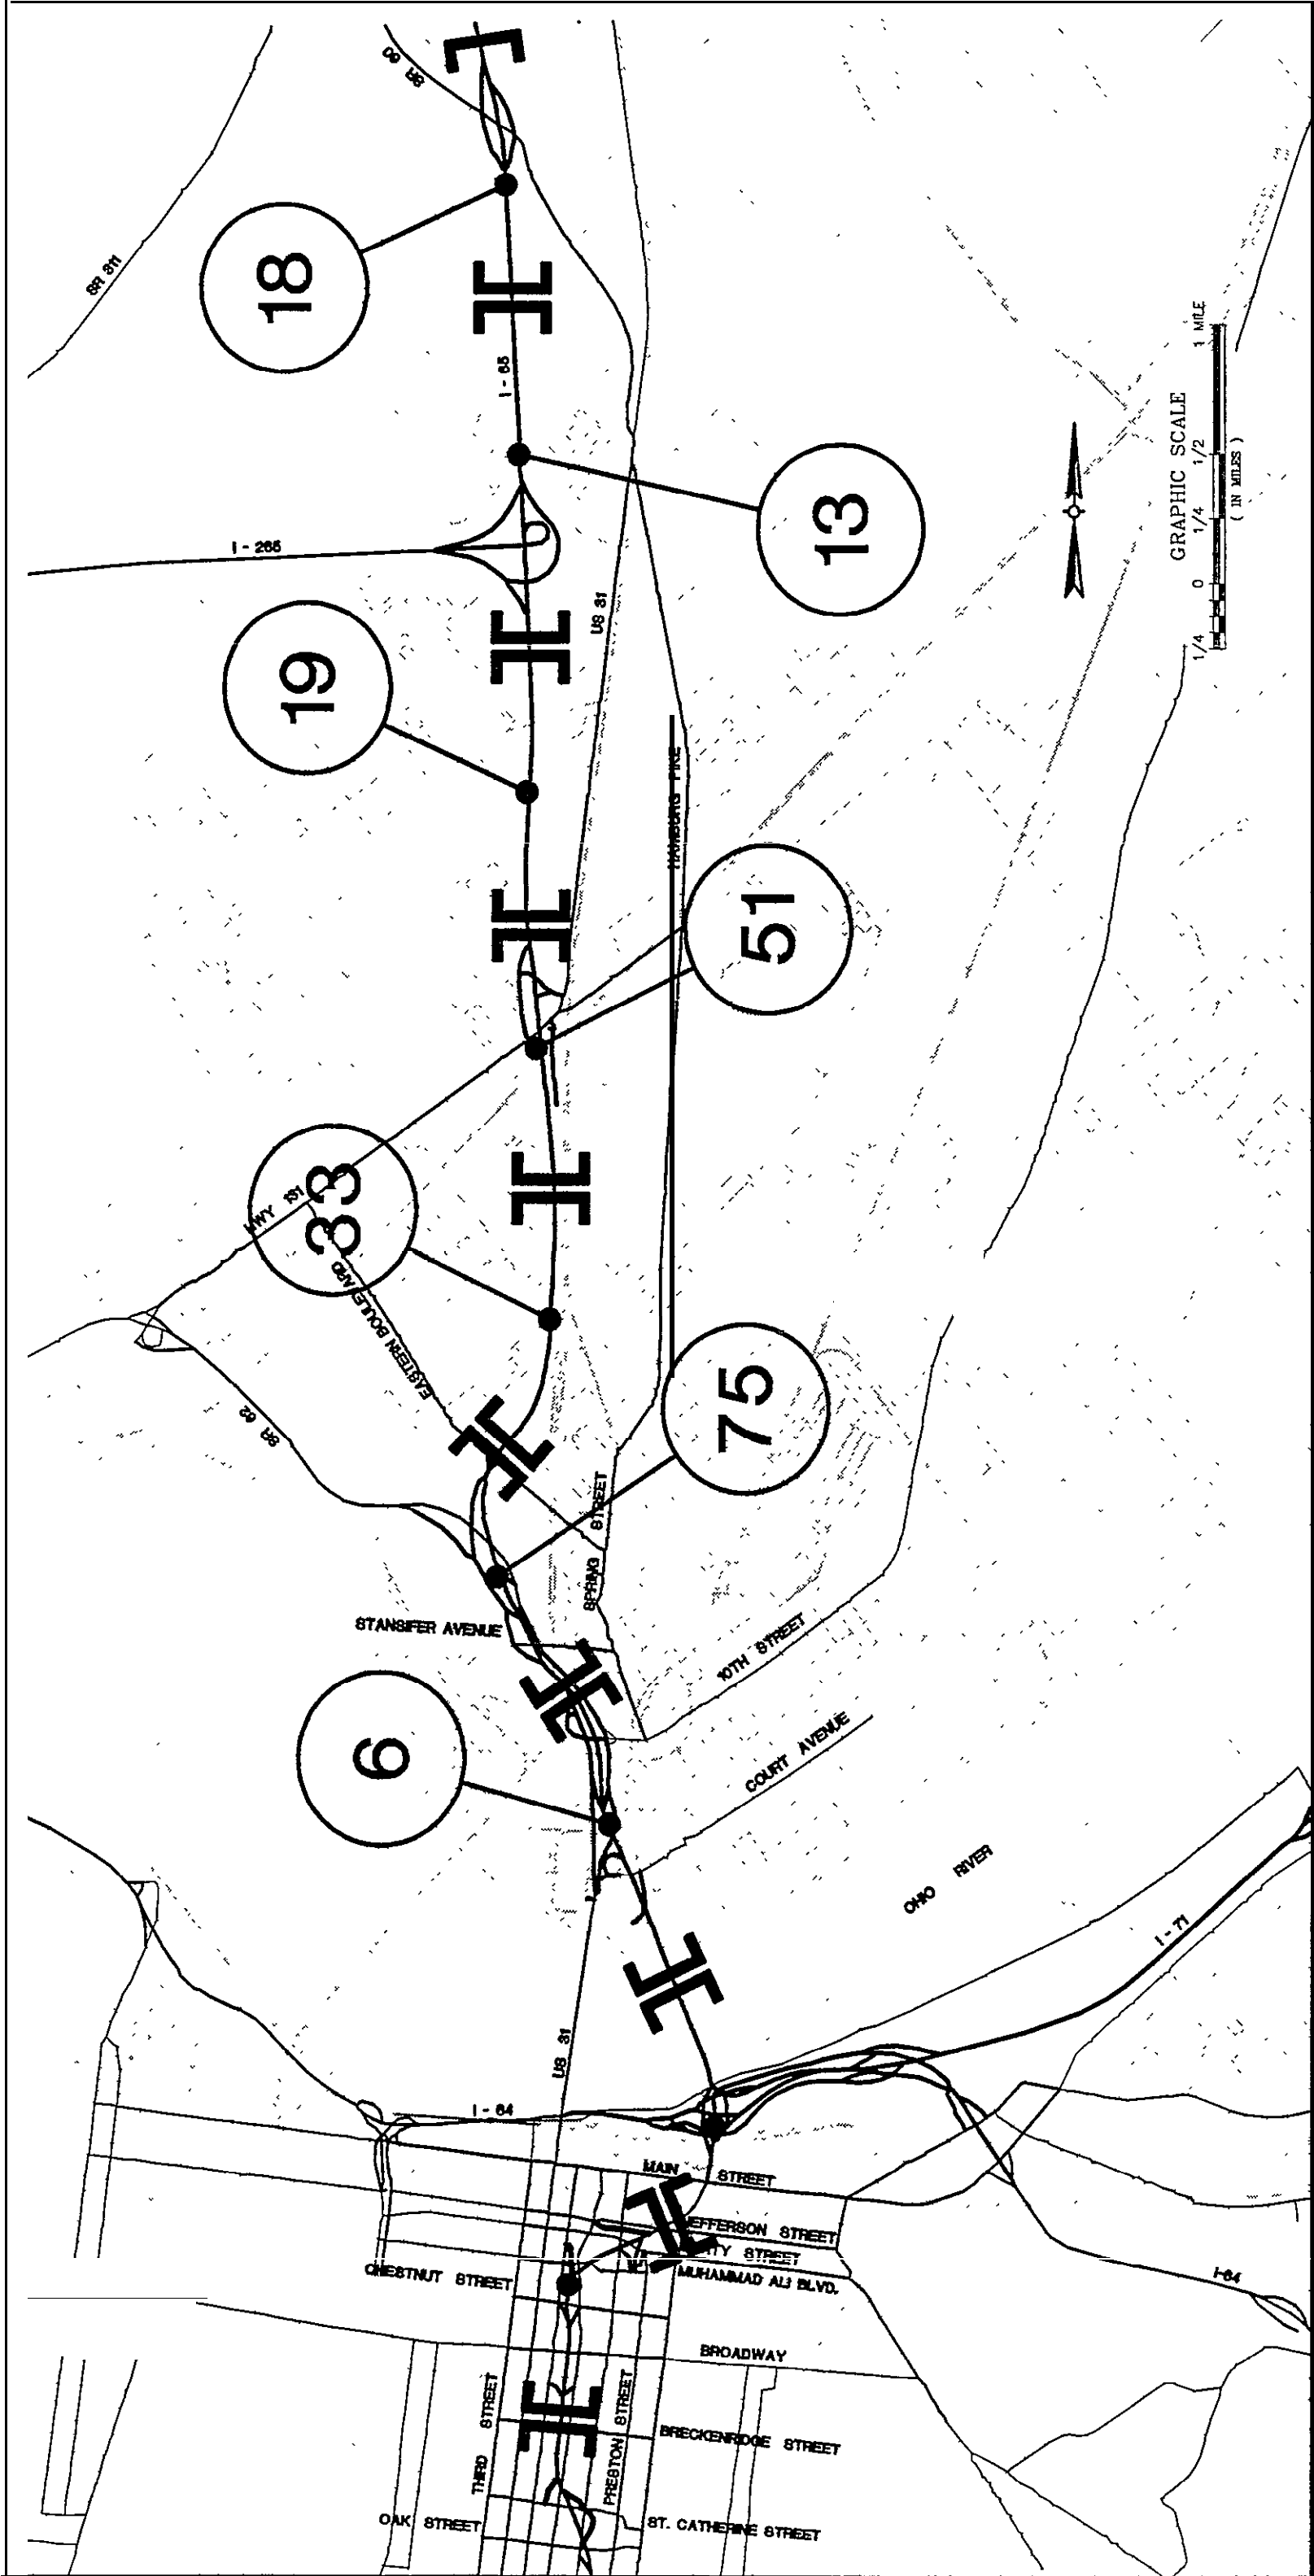 SR 60
SR 311
18
I - 65
I - 265
13
1 MILE
GRAPHIC SCALE
1/4 0 1/4 1/2
( IN MILES )
US 31
19
HAMBURG PIKE
51
HWY 131
33
EASTERN BOULEVARD
SR 62
75
SPRING STREET
STANSIFER AVENUE
10TH STREET
6
COURT AVENUE
OHIO RIVER
I - 71
US 31
I - 64
MAIN STREET
JEFFERSON STREET
STREET
MUHAMMAD ALI BLVD.
CHESTNUT STREET
I-64
BROADWAY
THIRD STREET
PRESTON STREET
BRECKENRIDGE STREET
OAK STREET
ST. CATHERINE STREET